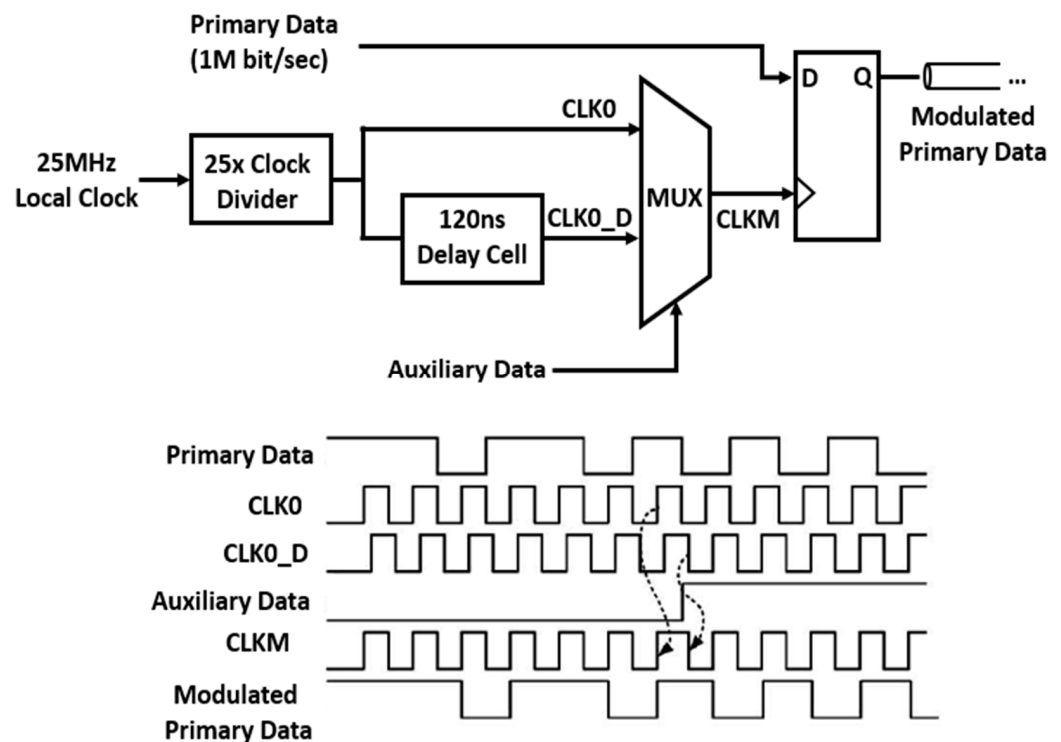 Primary Data
(1M bit/sec)
D Q
...
Modulated
Primary Data
CLK0
25MHz
Local Clock
25x Clock
Divider
MUX
CLKM
120ns
Delay Cell
CLK0_D
Auxiliary Data
Primary Data
CLK0
CLK0_D
Auxiliary Data
CLKM
Modulated
Primary Data